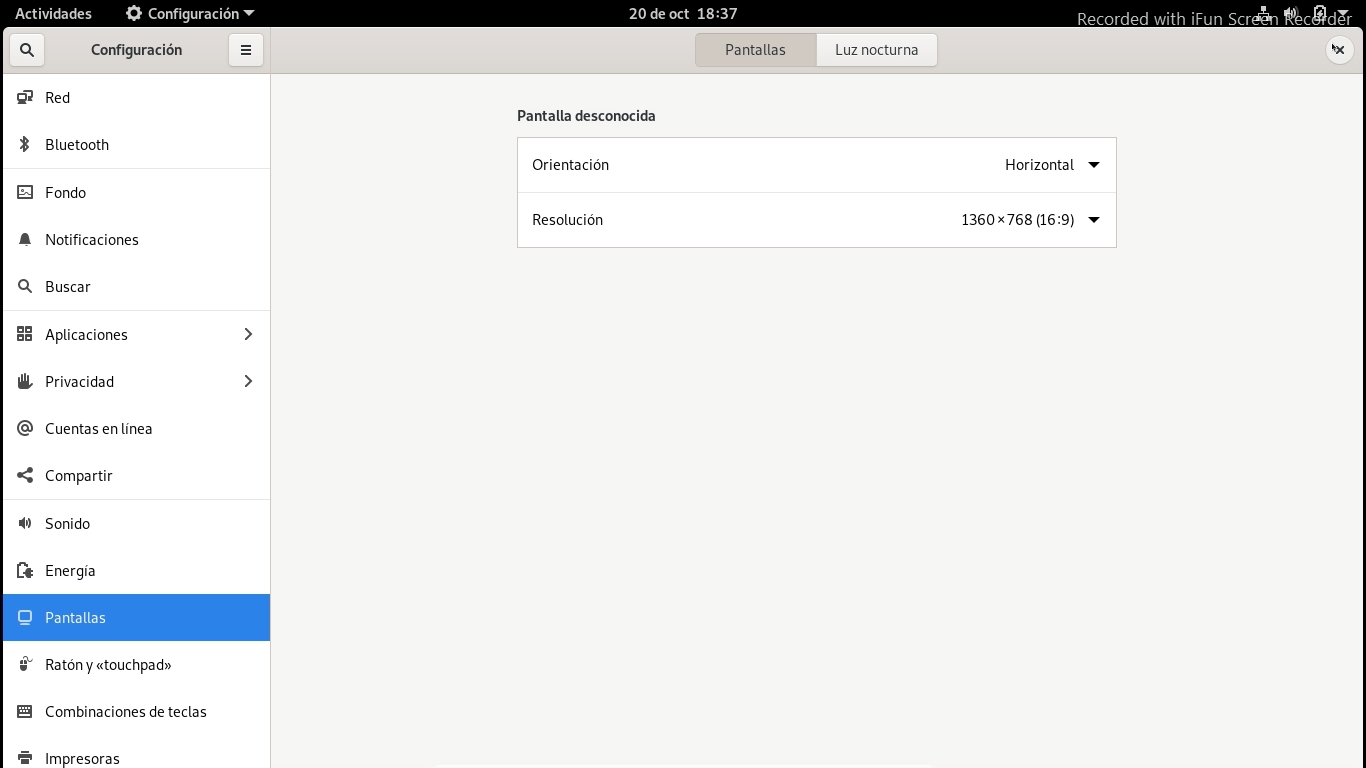 Actividades Configuración 20 de oct 18:37
Recorded with iFun Screen Recorder
Configuración Pantallas Luz nocturna
Red
Bluetooth
Fondo
Notificaciones
Buscar
Aplicaciones
Privacidad
Cuentas en línea
Compartir
Sonido
Energía
Pantallas
Ratón y «touchpad»
Combinaciones de teclas
Impresoras
Pantalla desconocida
Orientación Horizontal
Resolución 1360 × 768 (16:9)